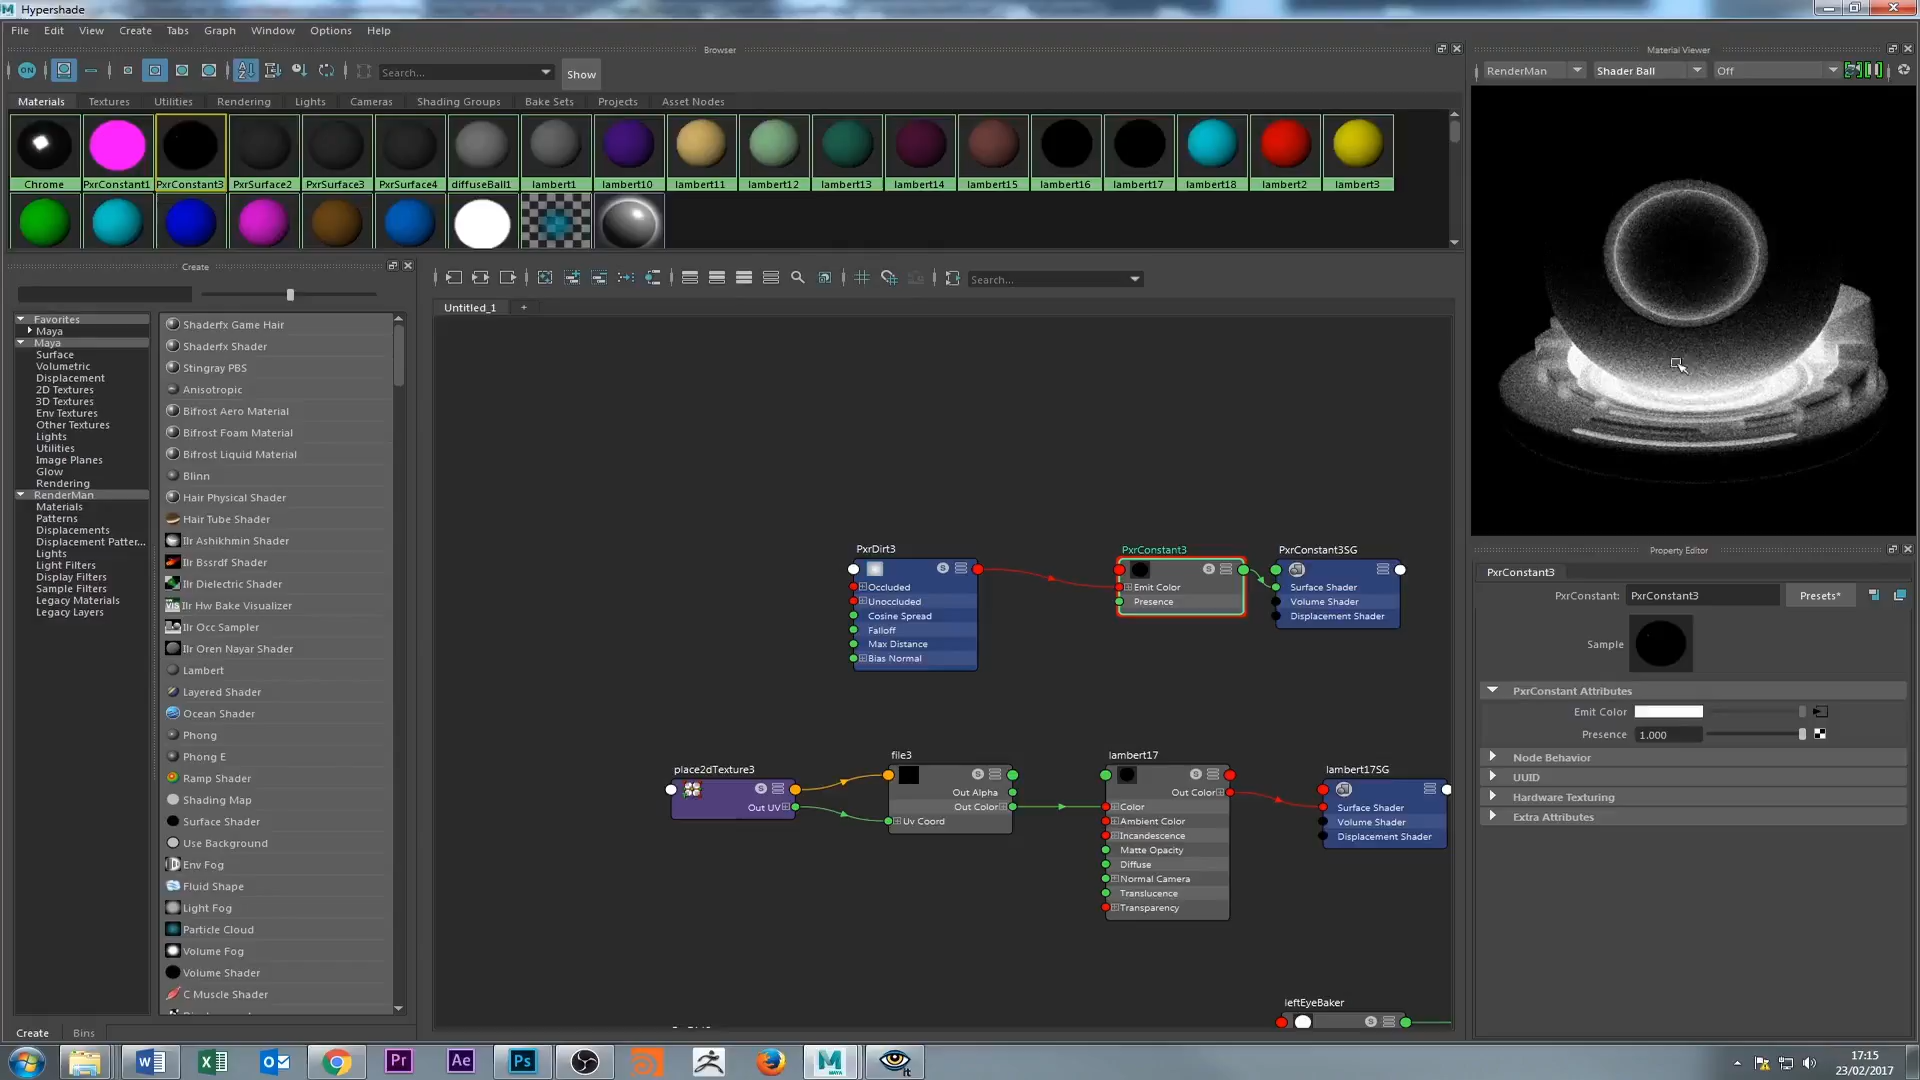 Hypershade
File Edit View Create Tabs Graph Window Options Help
Browser
ON
Search...
Show
Materials Textures Utilities Rendering Lights Cameras Shading Groups Bake Sets Projects Asset Nodes
Chrome PxrConstant1 PxrConstant3 PxrSurface2 PxrSurface3 PxrSurface4 diffuseBall1 lambert1 lambert10 lambert11 lambert12 lambert13 lambert14 lambert15 lambert16 lambert17 lambert18 lambert2 lambert3
Create
Favorites
Maya
Maya
Surface
Volumetric
Displacement
2D Textures
3D Textures
Env Textures
Other Textures
Lights
Utilities
Image Planes
Glow
Rendering
RenderMan
Materials
Patterns
Displacements
Displacement Patter...
Lights
Light Filters
Display Filters
Sample Filters
Legacy Materials
Legacy Layers
Shaderfx Game Hair
Shaderfx Shader
Stingray PBS
Anisotropic
Bifrost Aero Material
Bifrost Foam Material
Bifrost Liquid Material
Blinn
Hair Physical Shader
Hair Tube Shader
Ilr Ashikhmin Shader
Ilr Bssrdf Shader
Ilr Dielectric Shader
Ilr Hw Bake Visualizer
Ilr Occ Sampler
Ilr Oren Nayar Shader
Lambert
Layered Shader
Ocean Shader
Phong
Phong E
Ramp Shader
Shading Map
Surface Shader
Use Background
Env Fog
Fluid Shape
Light Fog
Particle Cloud
Volume Fog
Volume Shader
C Muscle Shader
Create Bins
Search...
Untitled_1 +
PxrDirt3
Occluded
Unoccluded
Cosine Spread
Falloff
Max Distance
Bias Normal
PxrConstant3
Emit Color
Presence
PxrConstant3SG
Surface Shader
Volume Shader
Displacement Shader
place2dTexture3
Out UV
file3
Out Alpha
Out Color
Uv Coord
lambert17
Out Color
Color
Ambient Color
Incandescence
Matte Opacity
Diffuse
Normal Camera
Translucence
Transparency
lambert17SG
Surface Shader
Volume Shader
Displacement Shader
leftEyeBaker
Material Viewer
RenderMan Shader Ball Off
Property Editor
PxrConstant3
PxrConstant: PxrConstant3 Presets*
Sample
PxrConstant Attributes
Emit Color
Presence 1.000
Node Behavior
UUID
Hardware Texturing
Extra Attributes
Pr Ae Ps
MAYA
it
17:15
23/02/2017